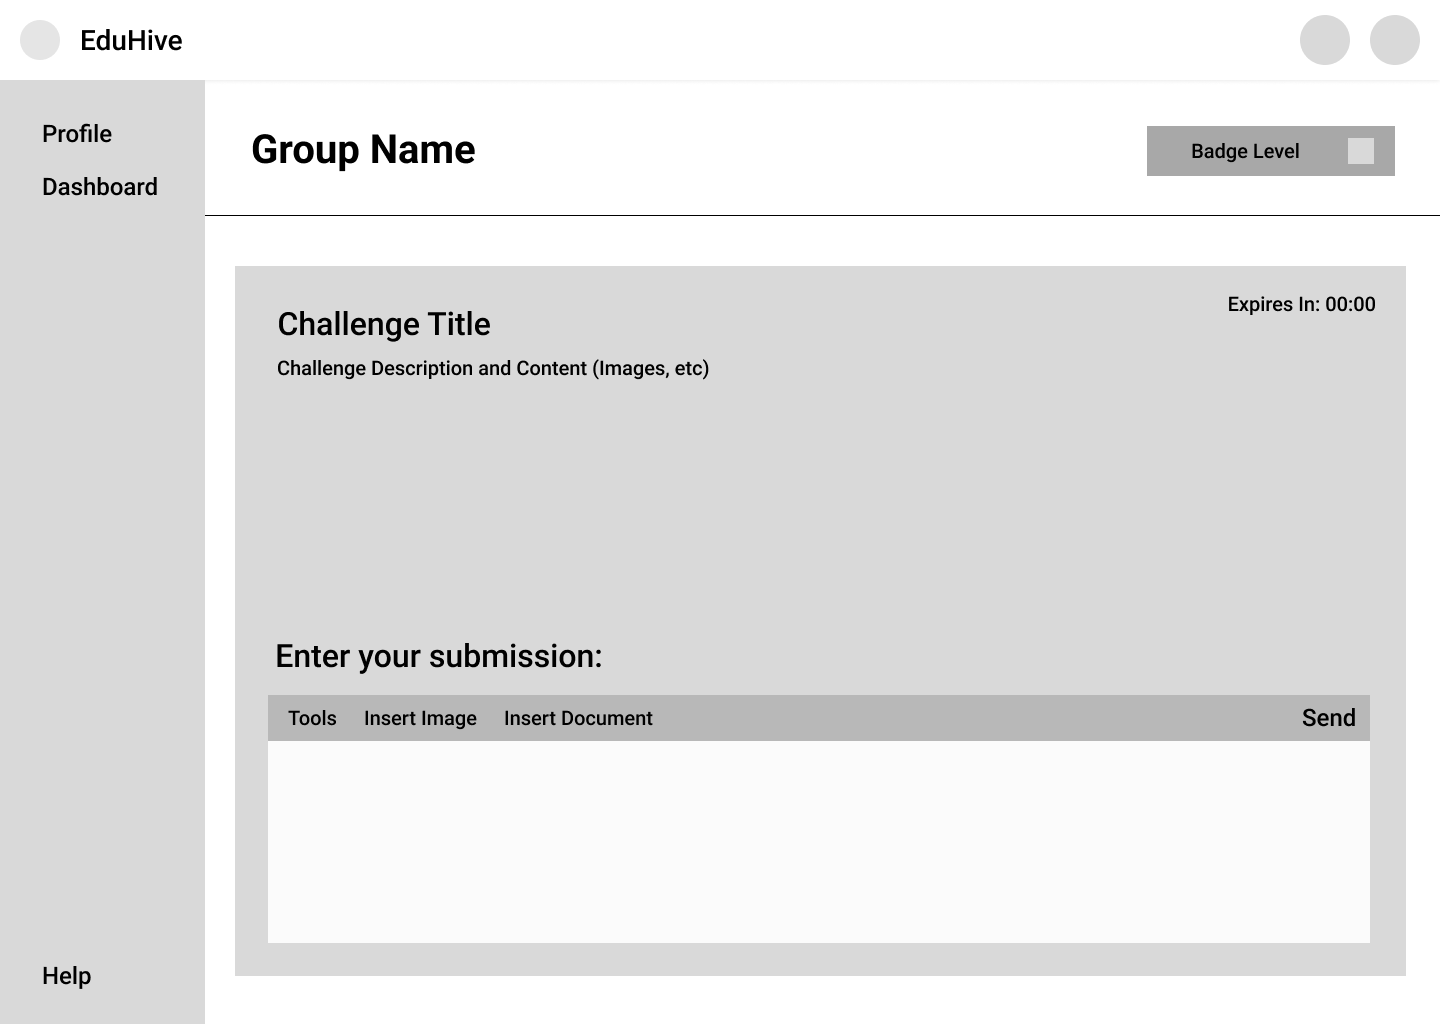 EduHive
Profile
Dashboard
Group Name
Badge Level
Expires In: 00:00
Challenge Title
Challenge Description and Content (Images, etc)
Enter your submission:
Tools Insert Image Insert Document Send
Help